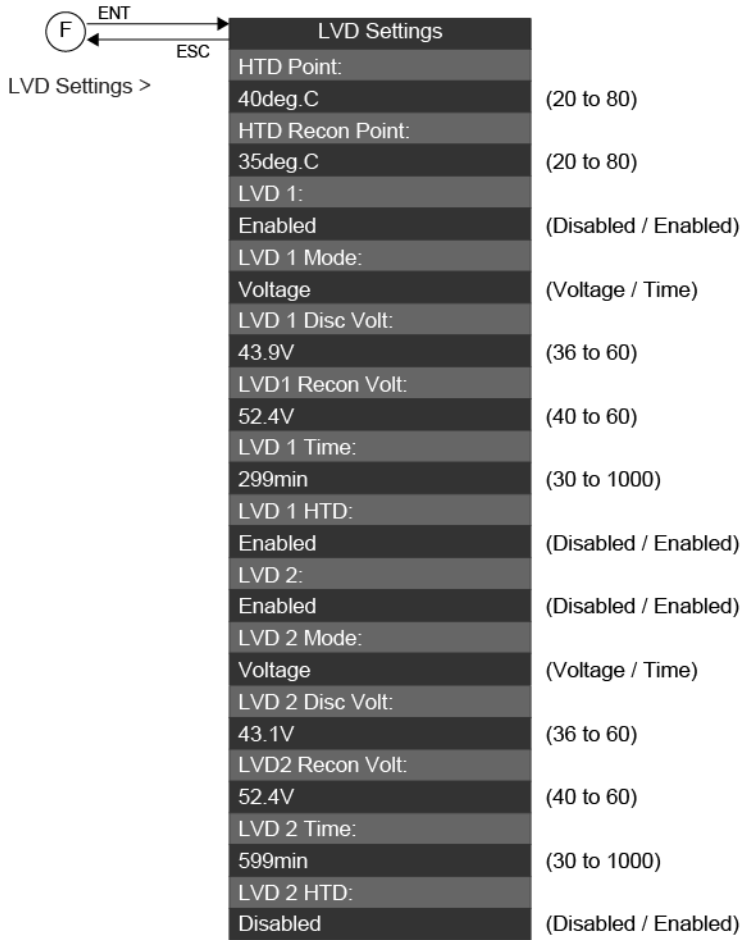 ENT
F
ESC
LVD Settings >
LVD Settings
HTD Point:
40deg.C (20 to 80)
HTD Recon Point:
35deg.C (20 to 80)
LVD 1:
Enabled (Disabled / Enabled)
LVD 1 Mode:
Voltage (Voltage / Time)
LVD 1 Disc Volt:
43.9V (36 to 60)
LVD1 Recon Volt:
52.4V (40 to 60)
LVD 1 Time:
299min (30 to 1000)
LVD 1 HTD:
Enabled (Disabled / Enabled)
LVD 2:
Enabled (Disabled / Enabled)
LVD 2 Mode:
Voltage (Voltage / Time)
LVD 2 Disc Volt:
43.1V (36 to 60)
LVD2 Recon Volt:
52.4V (40 to 60)
LVD 2 Time:
599min (30 to 1000)
LVD 2 HTD:
Disabled (Disabled / Enabled)